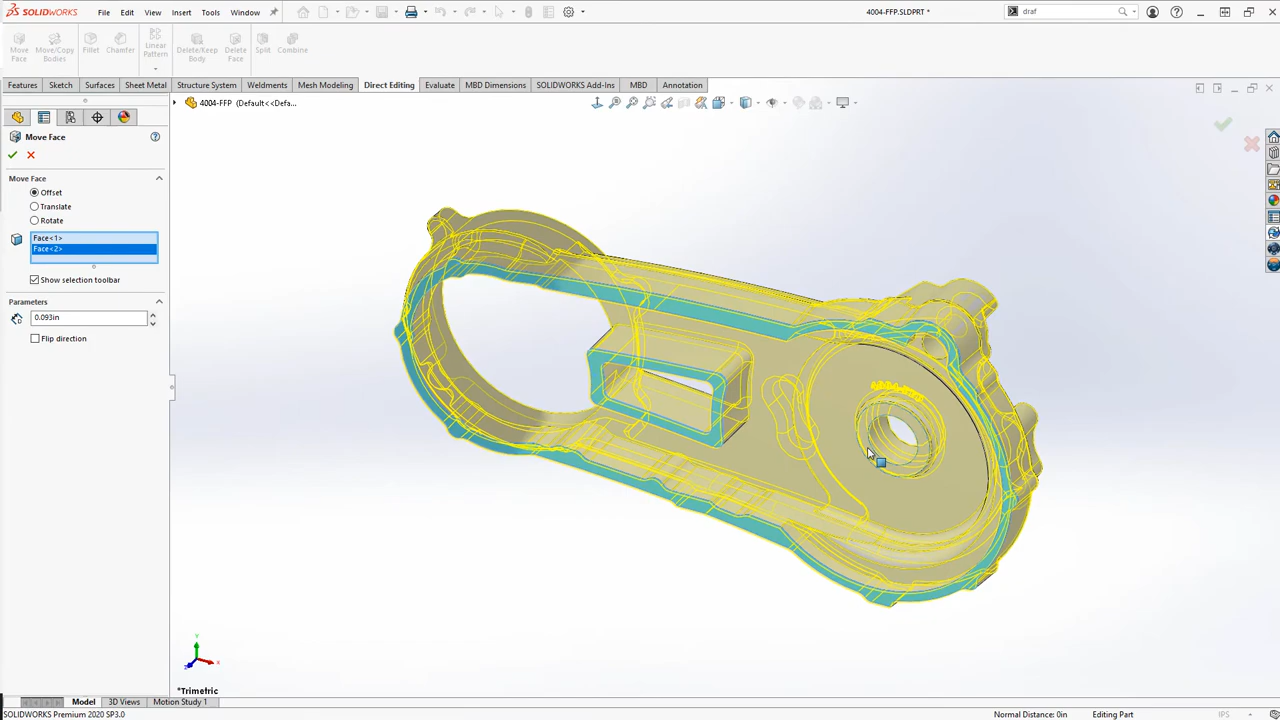 SOLIDWORKS
File
Edit
View
Insert
Tools
Window
4004-FFP.SLDPRT *
draf
Move Face
Move/Copy Bodies
Fillet
Chamfer
Linear Pattern
Delete/Keep Body
Delete Face
Split
Combine
Features
Sketch
Surfaces
Sheet Metal
Structure System
Weldments
Mesh Modeling
Direct Editing
Evaluate
MBD Dimensions
SOLIDWORKS Add-Ins
MBD
Annotation
4004-FFP (Default<<Defa...
Move Face
Move Face
Offset
Translate
Rotate
Face<1>
Face<2>
Show selection toolbar
Parameters
0.093in
Flip direction
Y
X
Z
*Trimetric
Model
3D Views
Motion Study 1
SOLIDWORKS Premium 2020 SP3.0
Normal Distance: 0in
Editing Part
IPS